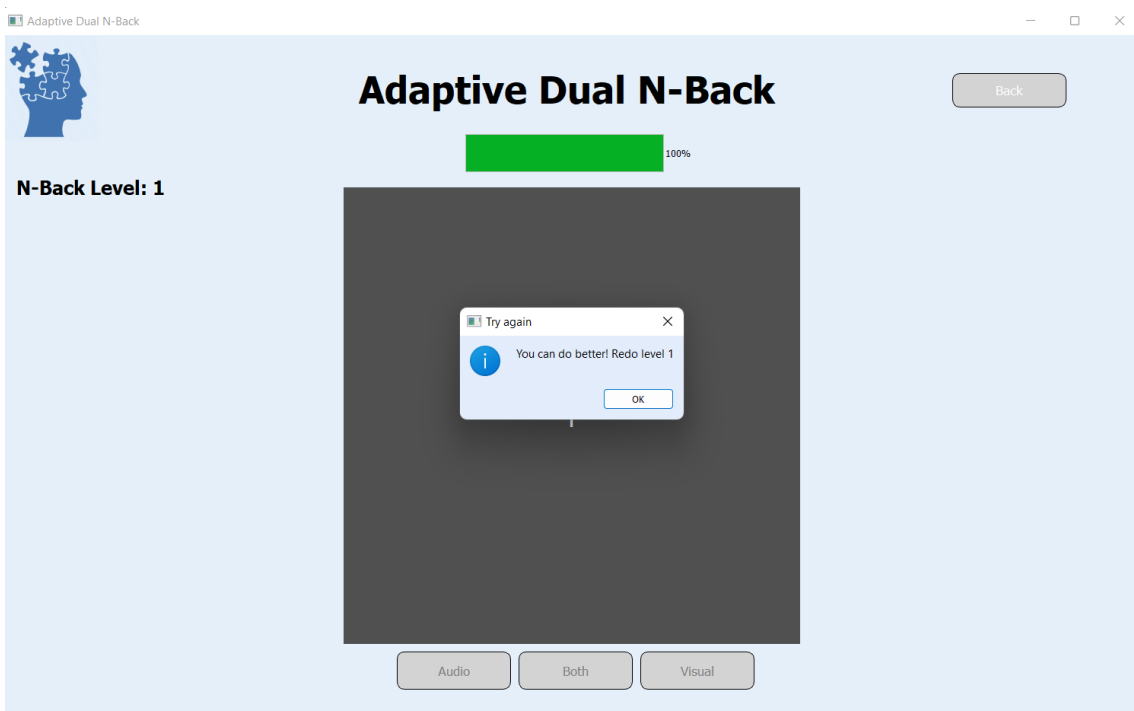 Adaptive Dual N-Back
Adaptive Dual N-Back
Back
100%
N-Back Level: 1
Try again
You can do better! Redo level 1
OK
Audio
Both
Visual